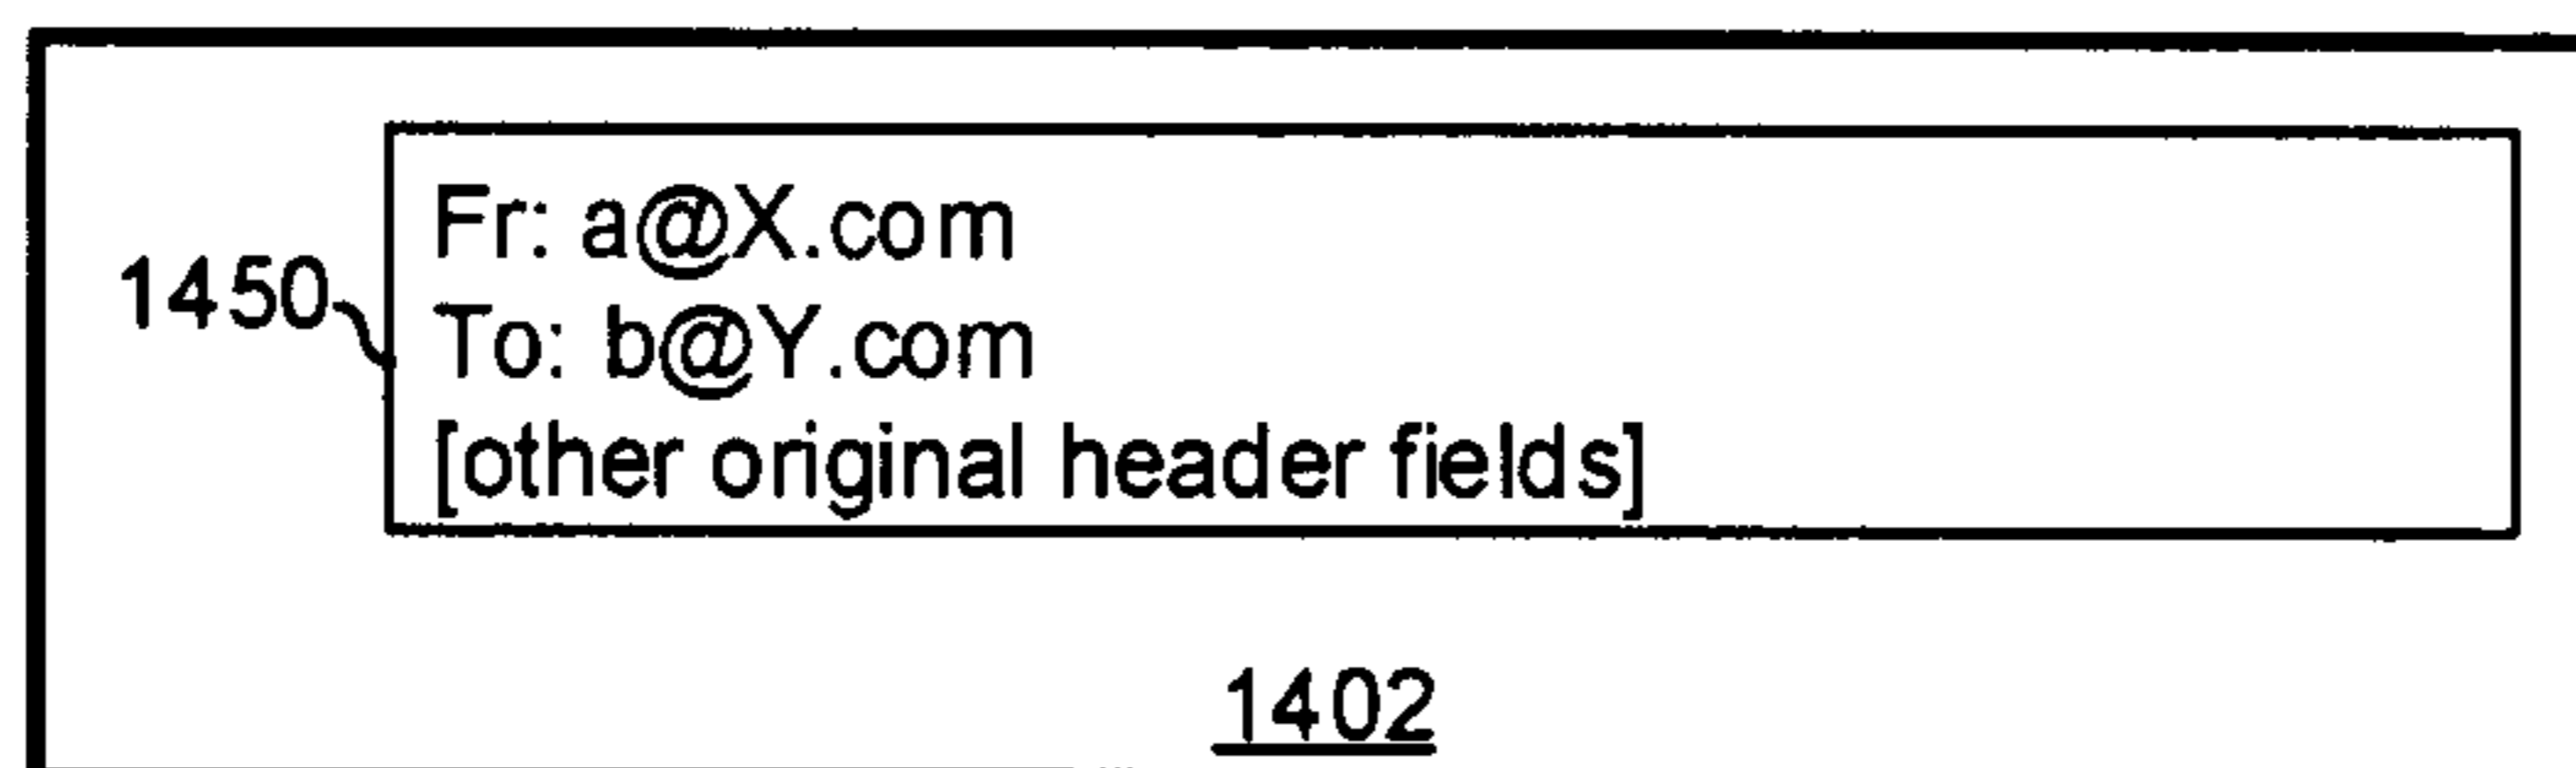 Fr: a@X.com
1450
To: b@Y.com
[other original header fields]
1402